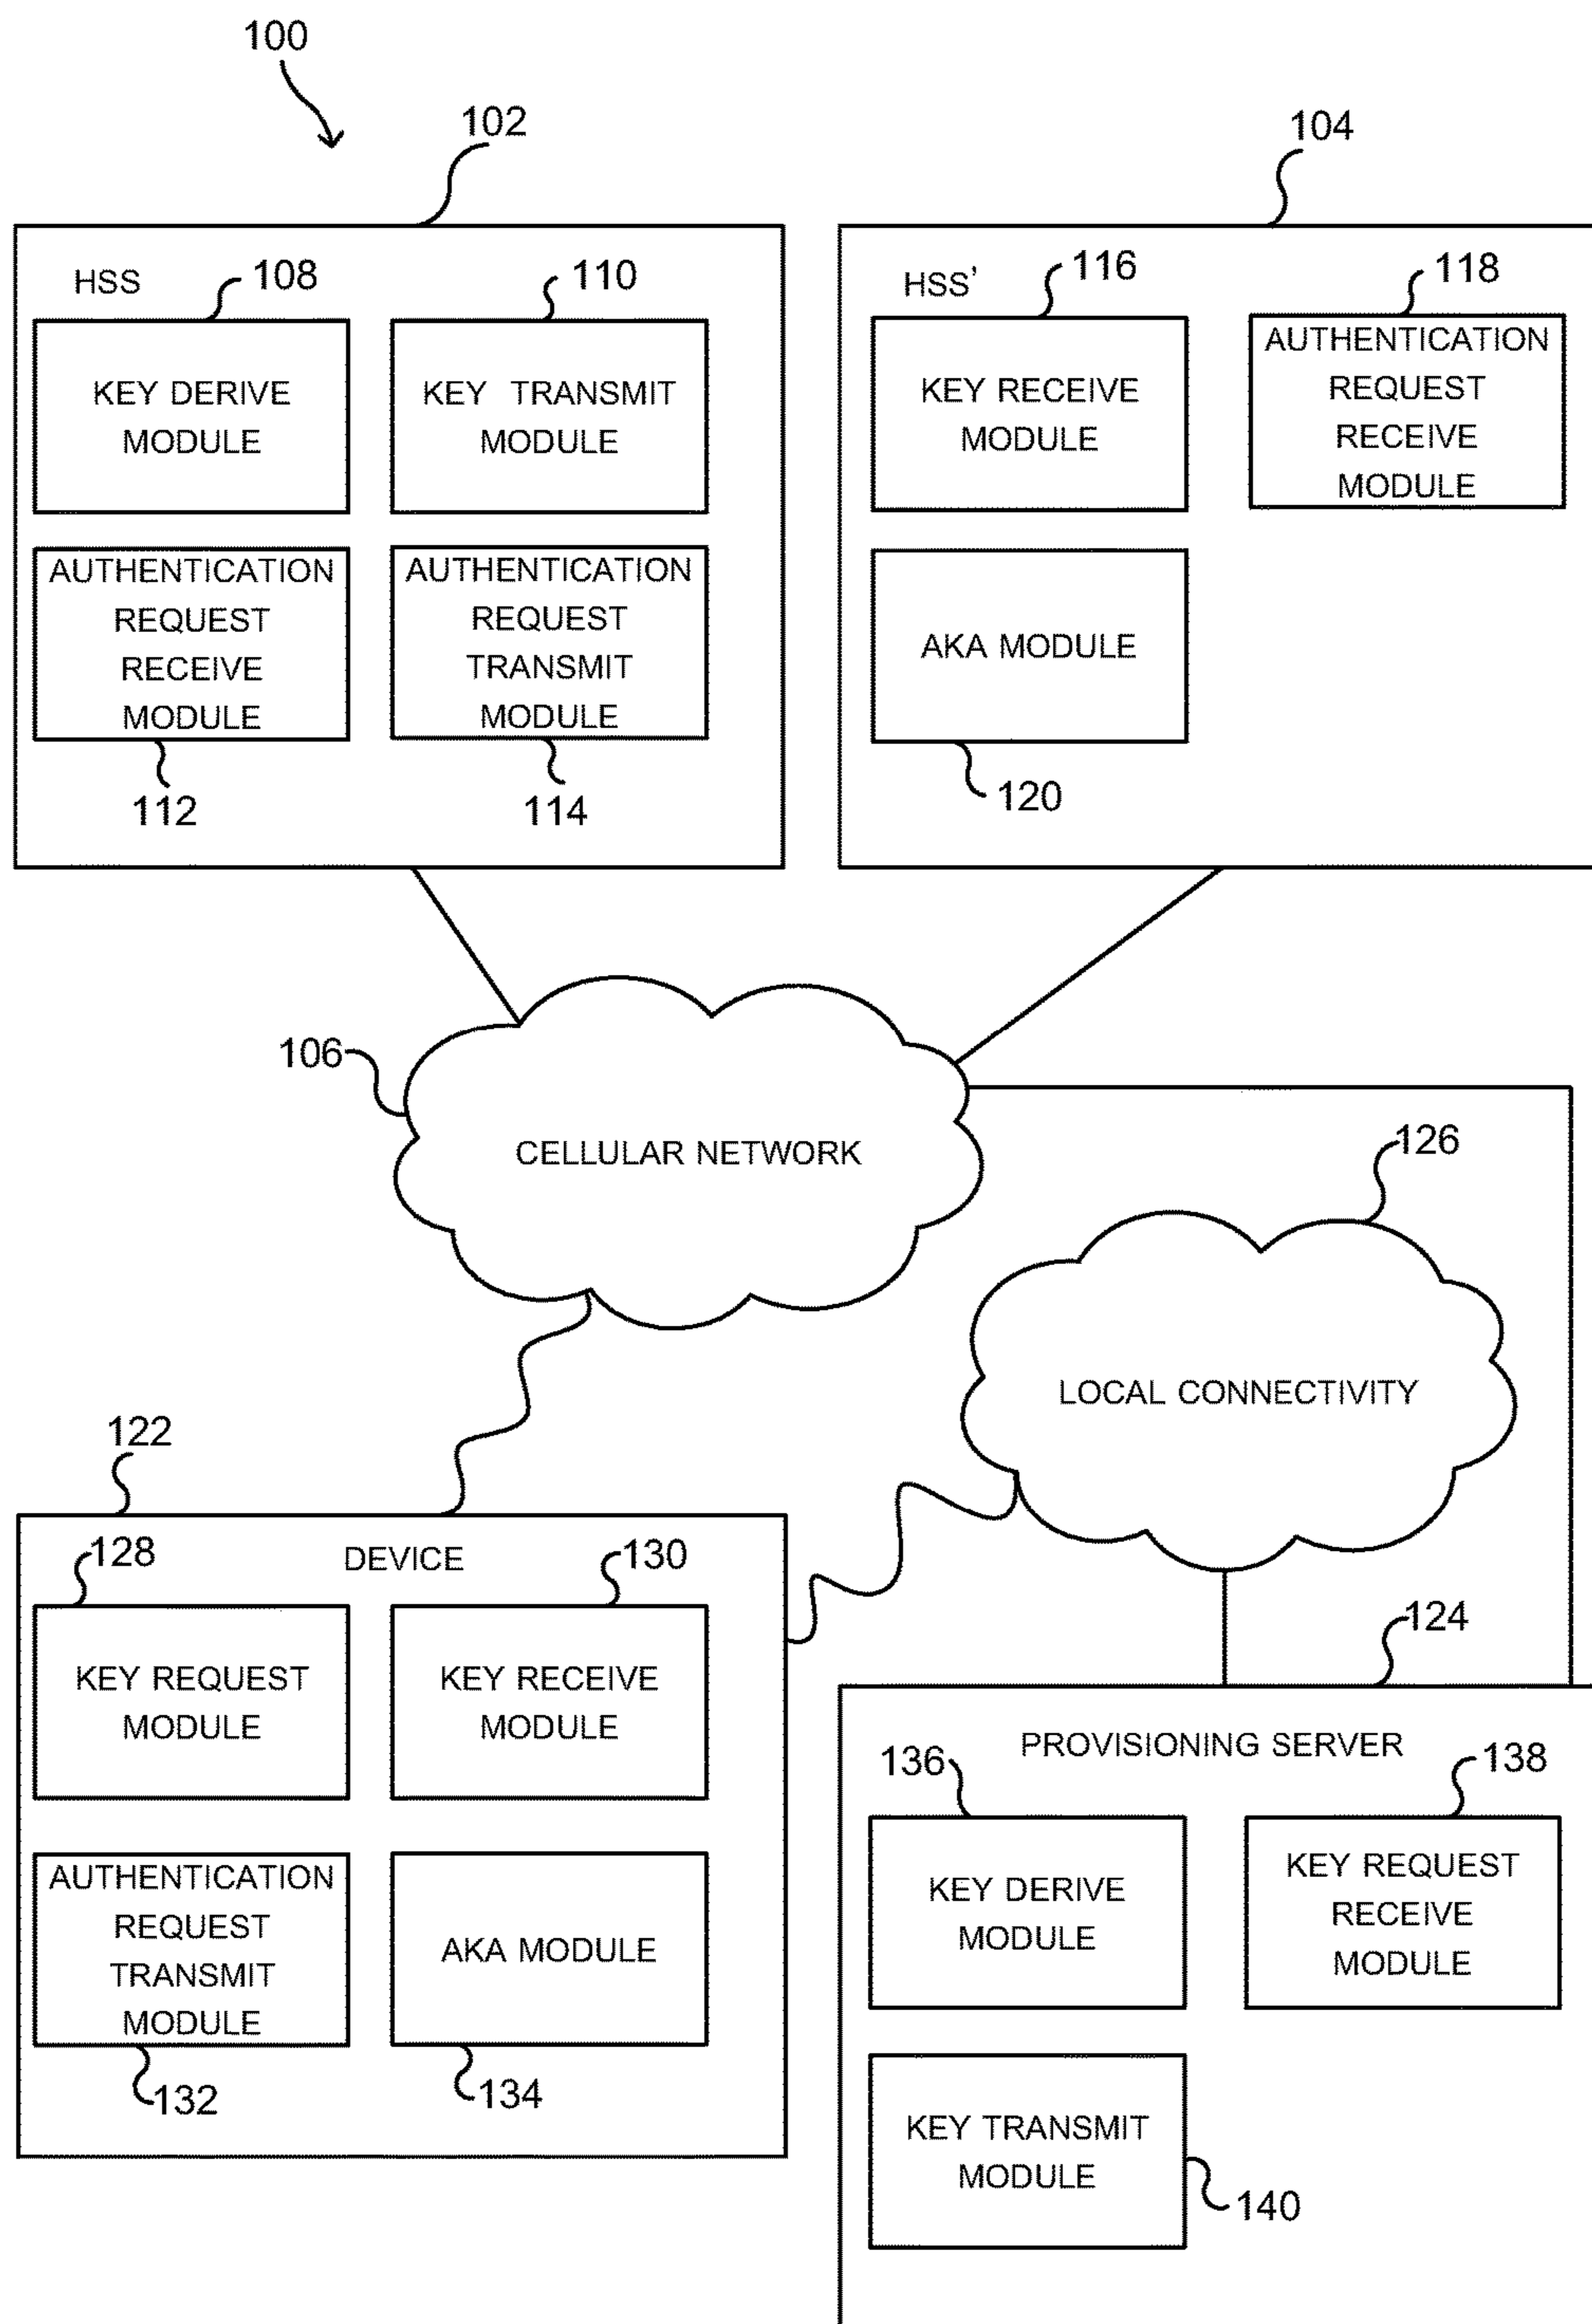 100
102
104
HSS
108
110
HSS'
116
118
KEY DERIVE
MODULE
KEY TRANSMIT
MODULE
KEY RECEIVE
MODULE
AUTHENTICATION
REQUEST
RECEIVE
MODULE
AUTHENTICATION
REQUEST
RECEIVE
MODULE
AUTHENTICATION
REQUEST
TRANSMIT
MODULE
AKA MODULE
112
114
120
106
CELLULAR NETWORK
126
LOCAL CONNECTIVITY
122
128
DEVICE
130
KEY REQUEST
MODULE
KEY RECEIVE
MODULE
AUTHENTICATION
REQUEST
TRANSMIT
MODULE
AKA MODULE
132
134
124
PROVISIONING SERVER
136
138
KEY DERIVE
MODULE
KEY REQUEST
RECEIVE
MODULE
KEY TRANSMIT
MODULE
140